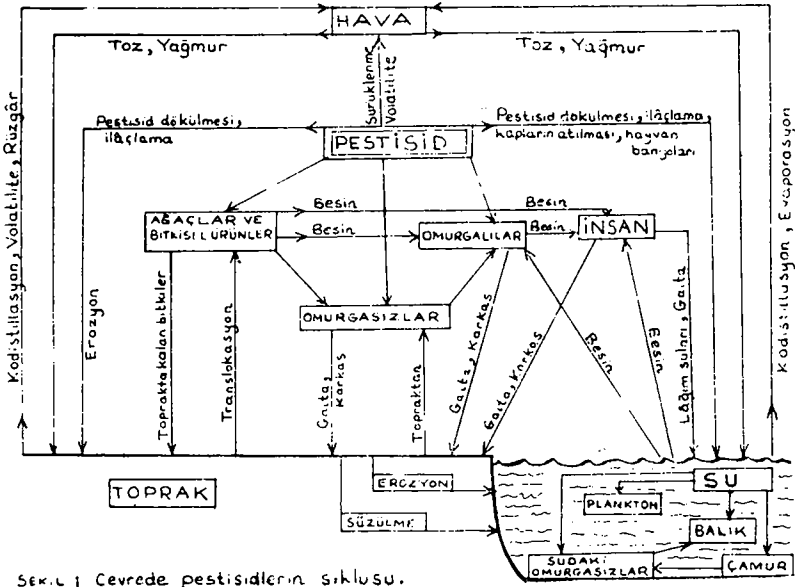 HAVA
Toz, Yağmur
Toz, Yağmur
Sürüklenme
Volatilite
Pestisid dökülmesi,
ilâçlama
Pestisid dökülmesi, ilâçlama,
kapların atılması, hayvan
banyoları
PESTİSİD
Kodistillasyon, Volatilite, Rüzgâr
Erozyon
AĞAÇLAR VE
BİTKİSİL ÜRÜNLER
Besin
Besin
Besin
OMURGALILAR
Besin
İNSAN
OMURGASIZLAR
Toprakta kalan bitkiler
Translokasyon
Gaita,
Karkas
Topraktan
Gaita, Karkas
Gaita, Karkas
Besin
Besin
Lâğım suları, Gaita
Kodistillusyon, Evaporasyon
TOPRAK
EROZYON
SÜZÜLME
SU
PLANKTON
BALIK
SUDAKİ
OMURGASIZLAR
ÇAMUR
ŞEKİL 1 Çevrede pestisidlerin siklusu.